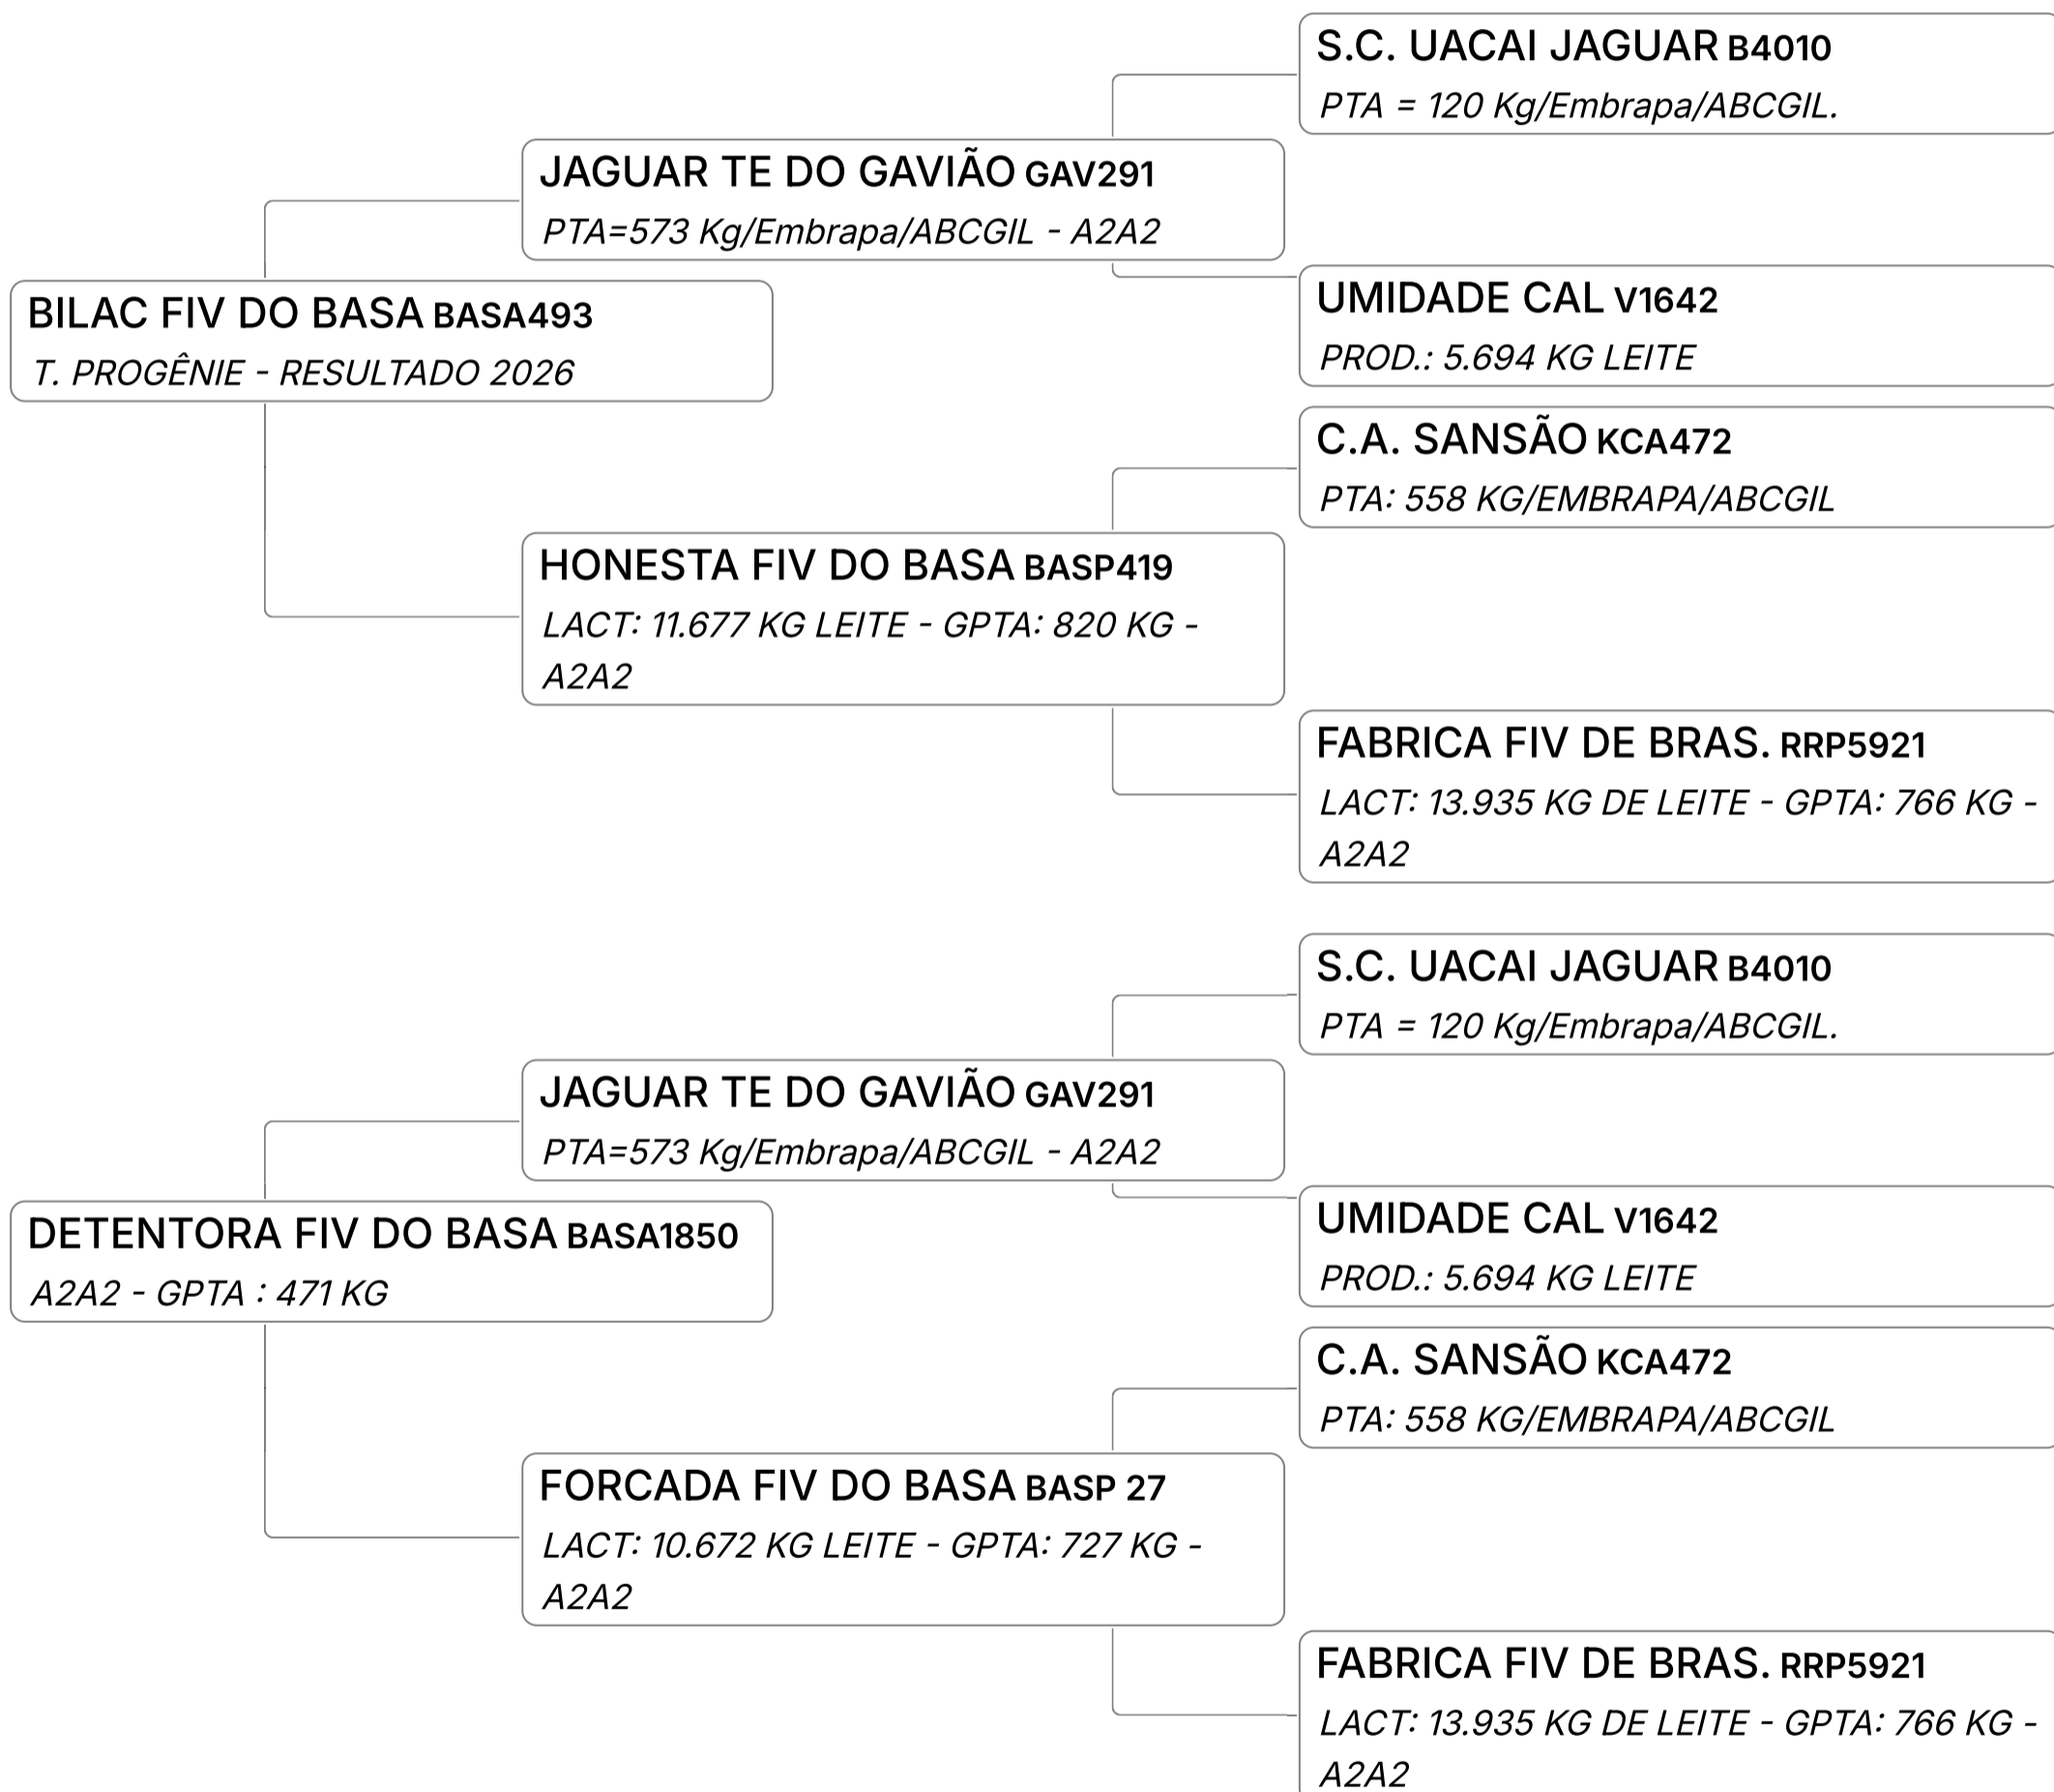 S.C. UACAI JAGUAR B4010
PTA = 120 Kg/Embrapa/ABCGIL.
JAGUAR TE DO GAVIÃO GAV291
PTA=573 Kg/Embrapa/ABCGIL - A2A2
UMIDADE CAL V1642
PROD.: 5.694 KG LEITE
BILAC FIV DO BASA BASA493
T. PROGÊNIE - RESULTADO 2026
C.A. SANSÃO KCA472
PTA: 558 KG/EMBRAPA/ABCGIL
HONESTA FIV DO BASA BASP419
LACT: 11.677 KG LEITE - GPTA: 820 KG -
A2A2
FABRICA FIV DE BRAS. RRP5921
LACT: 13.935 KG DE LEITE - GPTA: 766 KG -
A2A2
S.C. UACAI JAGUAR B4010
PTA = 120 Kg/Embrapa/ABCGIL.
JAGUAR TE DO GAVIÃO GAV291
PTA=573 Kg/Embrapa/ABCGIL - A2A2
UMIDADE CAL V1642
PROD.: 5.694 KG LEITE
DETENTORA FIV DO BASA BASA1850
A2A2 - GPTA : 471 KG
C.A. SANSÃO KCA472
PTA: 558 KG/EMBRAPA/ABCGIL
FORCADA FIV DO BASA BASP 27
LACT: 10.672 KG LEITE - GPTA: 727 KG -
A2A2
FABRICA FIV DE BRAS. RRP5921
LACT: 13.935 KG DE LEITE - GPTA: 766 KG -
A2A2